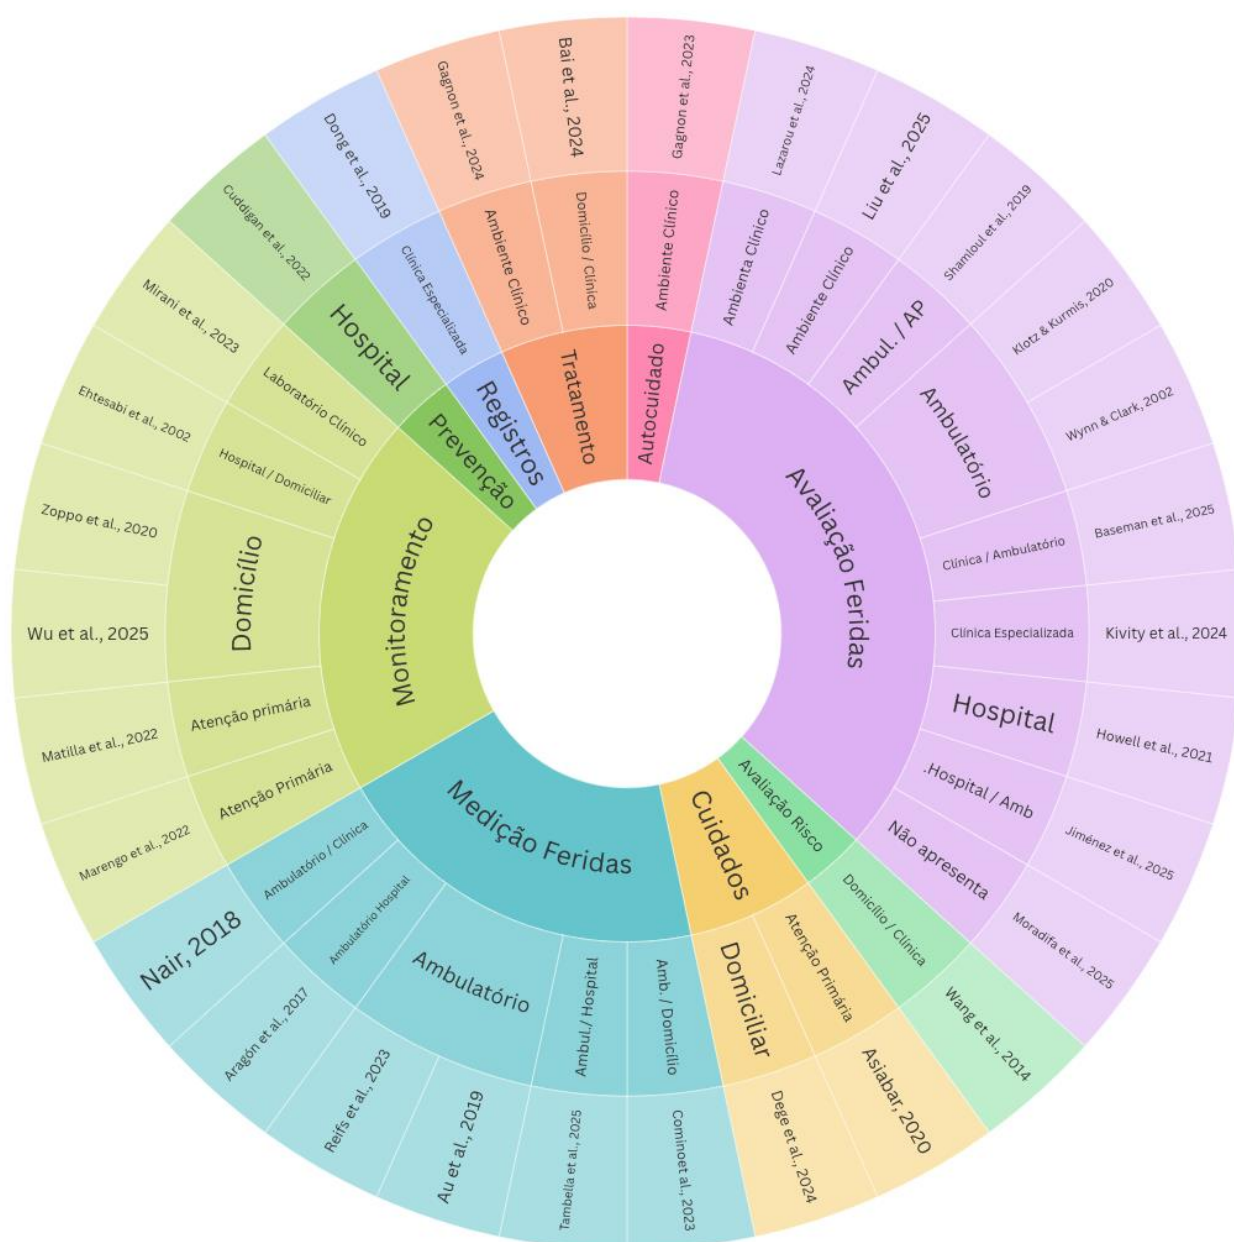 Autocuidado
Ambiente Clínico
Gagnon et al., 2023
Avaliação Feridas
Ambienta Clínico
Lazarou et al., 2024
Ambiente Clínico
Liu et al., 2025
Ambul. / AP
Shamloul et al., 2019
Ambulatório
Klotz & Kurmis, 2020
Wynn & Clark, 2002
Clínica / Ambulatório
Baseman et al., 2025
Clínica Especializada
Kivity et al., 2024
Hospital
Howell et al., 2021
.Hospital / Amb
Jiménez et al., 2025
Não apresenta
Moradifa et al., 2025
Avaliação Risco
Domicílio / Clínica
Wang et al., 2014
Cuidados
Atenção Primária
Asiabar, 2020
Domiciliar
Dege et al., 2024
Medição Feridas
Amb. / Domicílio
Cominoet al., 2023
Ambul./ Hospital
Tambella et al., 2025
Ambulatório
Au et al., 2019
Reifs et al., 2023
Ambulatório Hospital
Aragón et al., 2017
Ambulatório / Clínica
Nair, 2018
Monitoramento
Atenção Primária
Marengo et al., 2022
Atenção primária
Matilla et al., 2022
Domicílio
Wu et al., 2025
Zoppo et al., 2020
Hospital / Domiciliar
Ehtesabi et al., 2002
Laboratório Clínico
Mirani et al., 2023
Prevenção
Hospital
Cuddigan et al., 2022
Registros
Clínica Especializada
Dong et al., 2019
Tratamento
Ambiente Clínico
Gagnon et al., 2024
Domicílio / Clínica
Bai et al., 2024